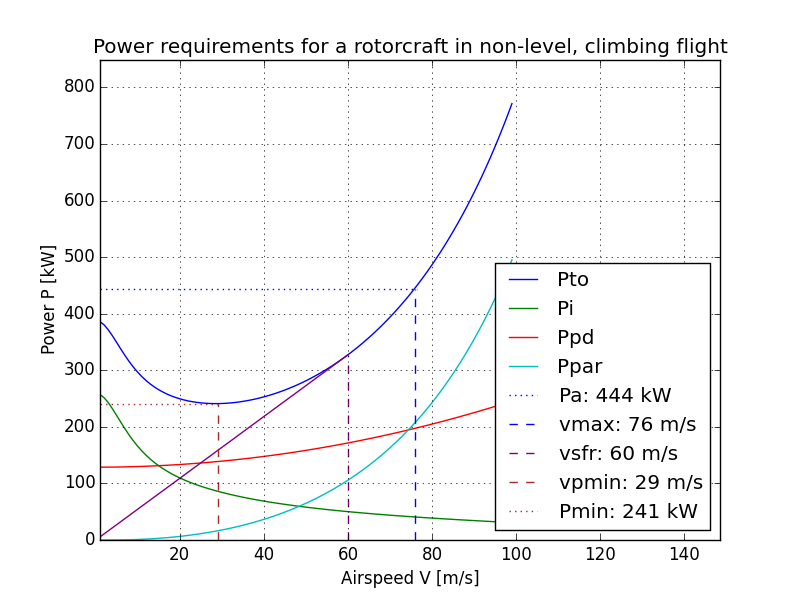 Power requirements for a rotorcraft in non-level, climbing flight
800
700
600
500
400
300
200
100
0
Power P [kW]
Pto
Pi
Ppd
Ppar
Pa: 444 kW
vmax: 76 m/s
vsfr: 60 m/s
vpmin: 29 m/s
Pmin: 241 kW
20 40 60 80 100 120 140
Airspeed V [m/s]